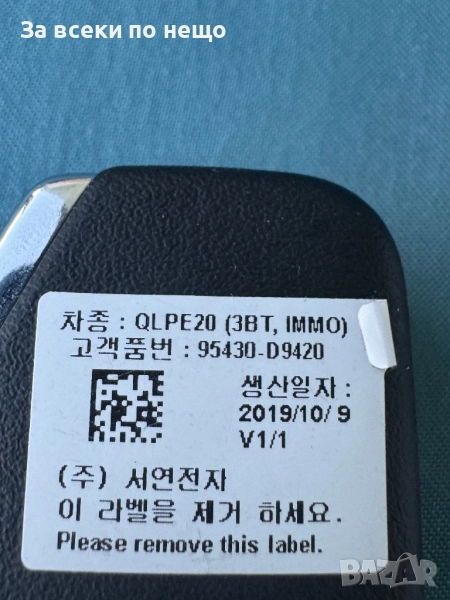 За всеки по нещо
차종 : QLPE20 (3BT, IMMO)
고객품번 : 95430-D9420
생산일자 :
2019/10/ 9
V1/1
(주) 서연전자
이 라벨을 제거 하세요.
Please remove this label.
BAZAR